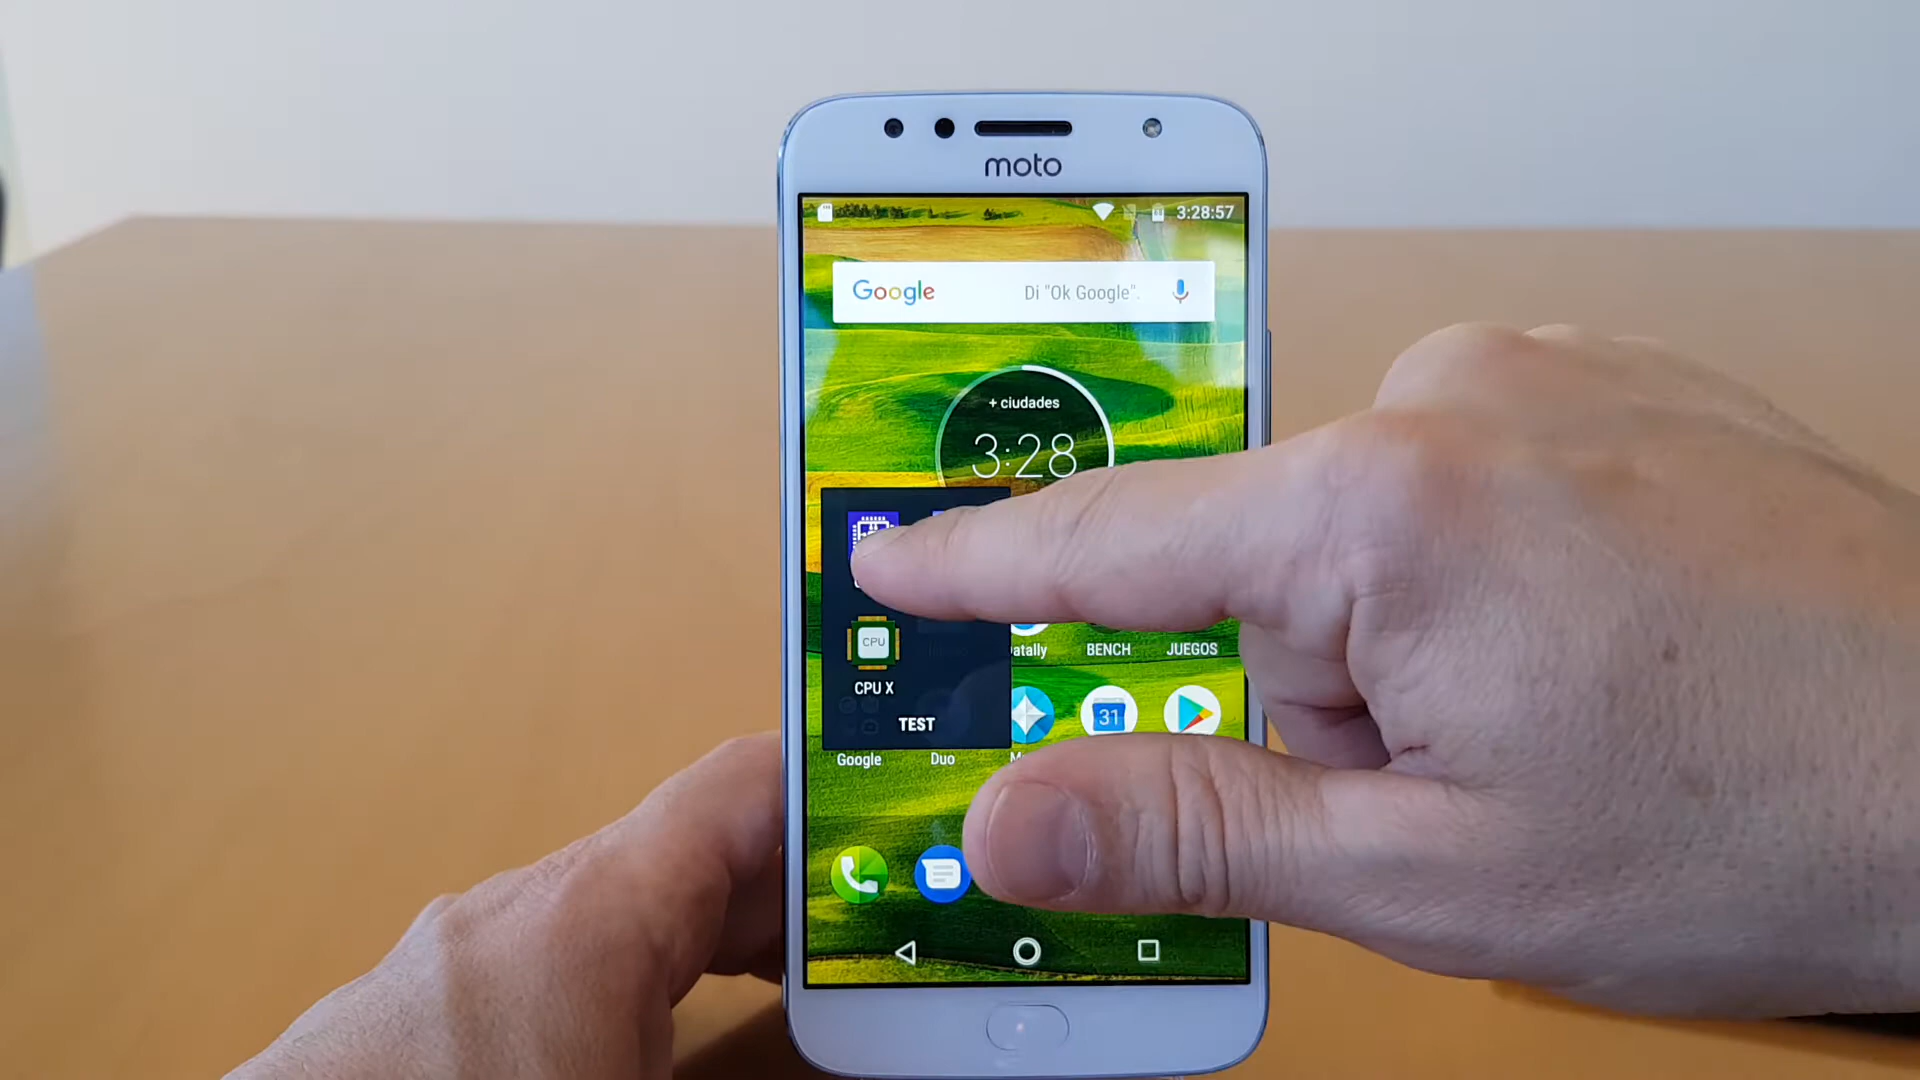 moto
3:28:57
Google
Di "Ok Google".
+ ciudades
3:28
CPU
CPU X
TEST
atally
BENCH
JUEGOS
31
Google
Duo